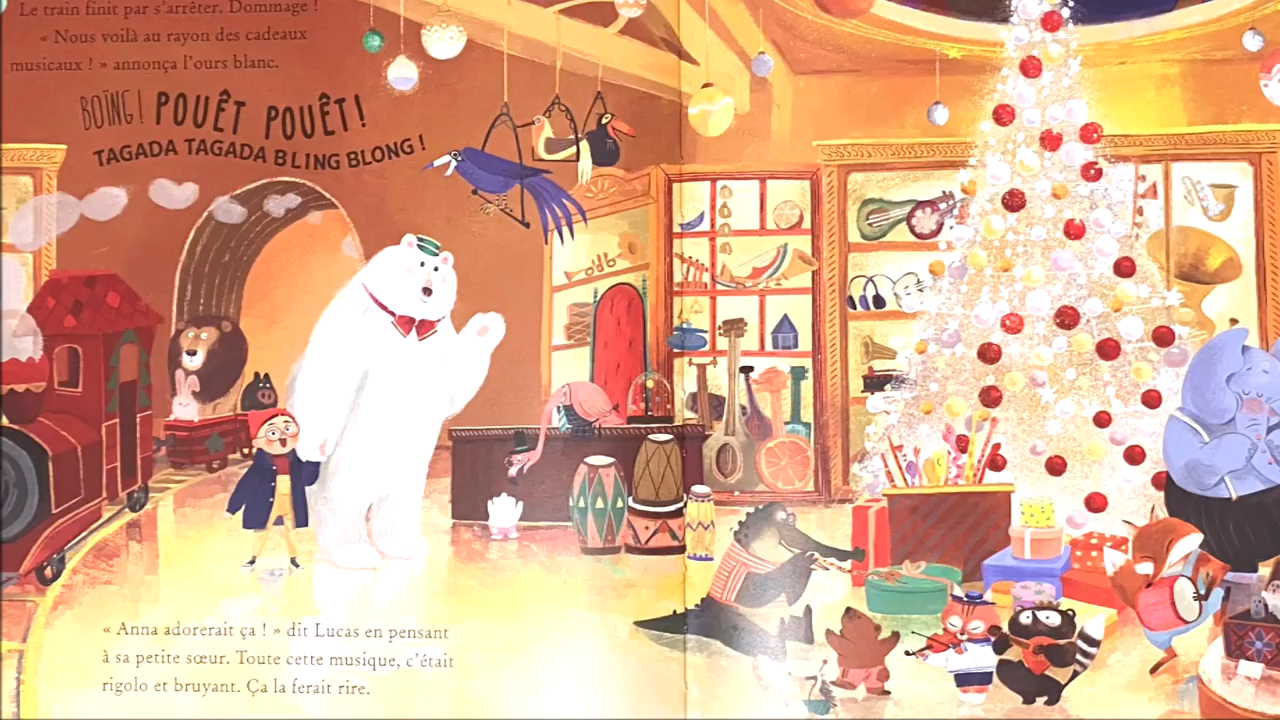 Le train finit par s'arrêter. Dommage !
« Nous voilà au rayon des cadeaux
musicaux ! » annonça l'ours blanc.
BOÏNG ! POUÊT POUÊT !
TAGADA TAGADA BLING BLONG !
« Anna adorerait ça ! » dit Lucas en pensant
à sa petite sœur. Toute cette musique, c'était
rigolo et bruyant. Ça la ferait rire.